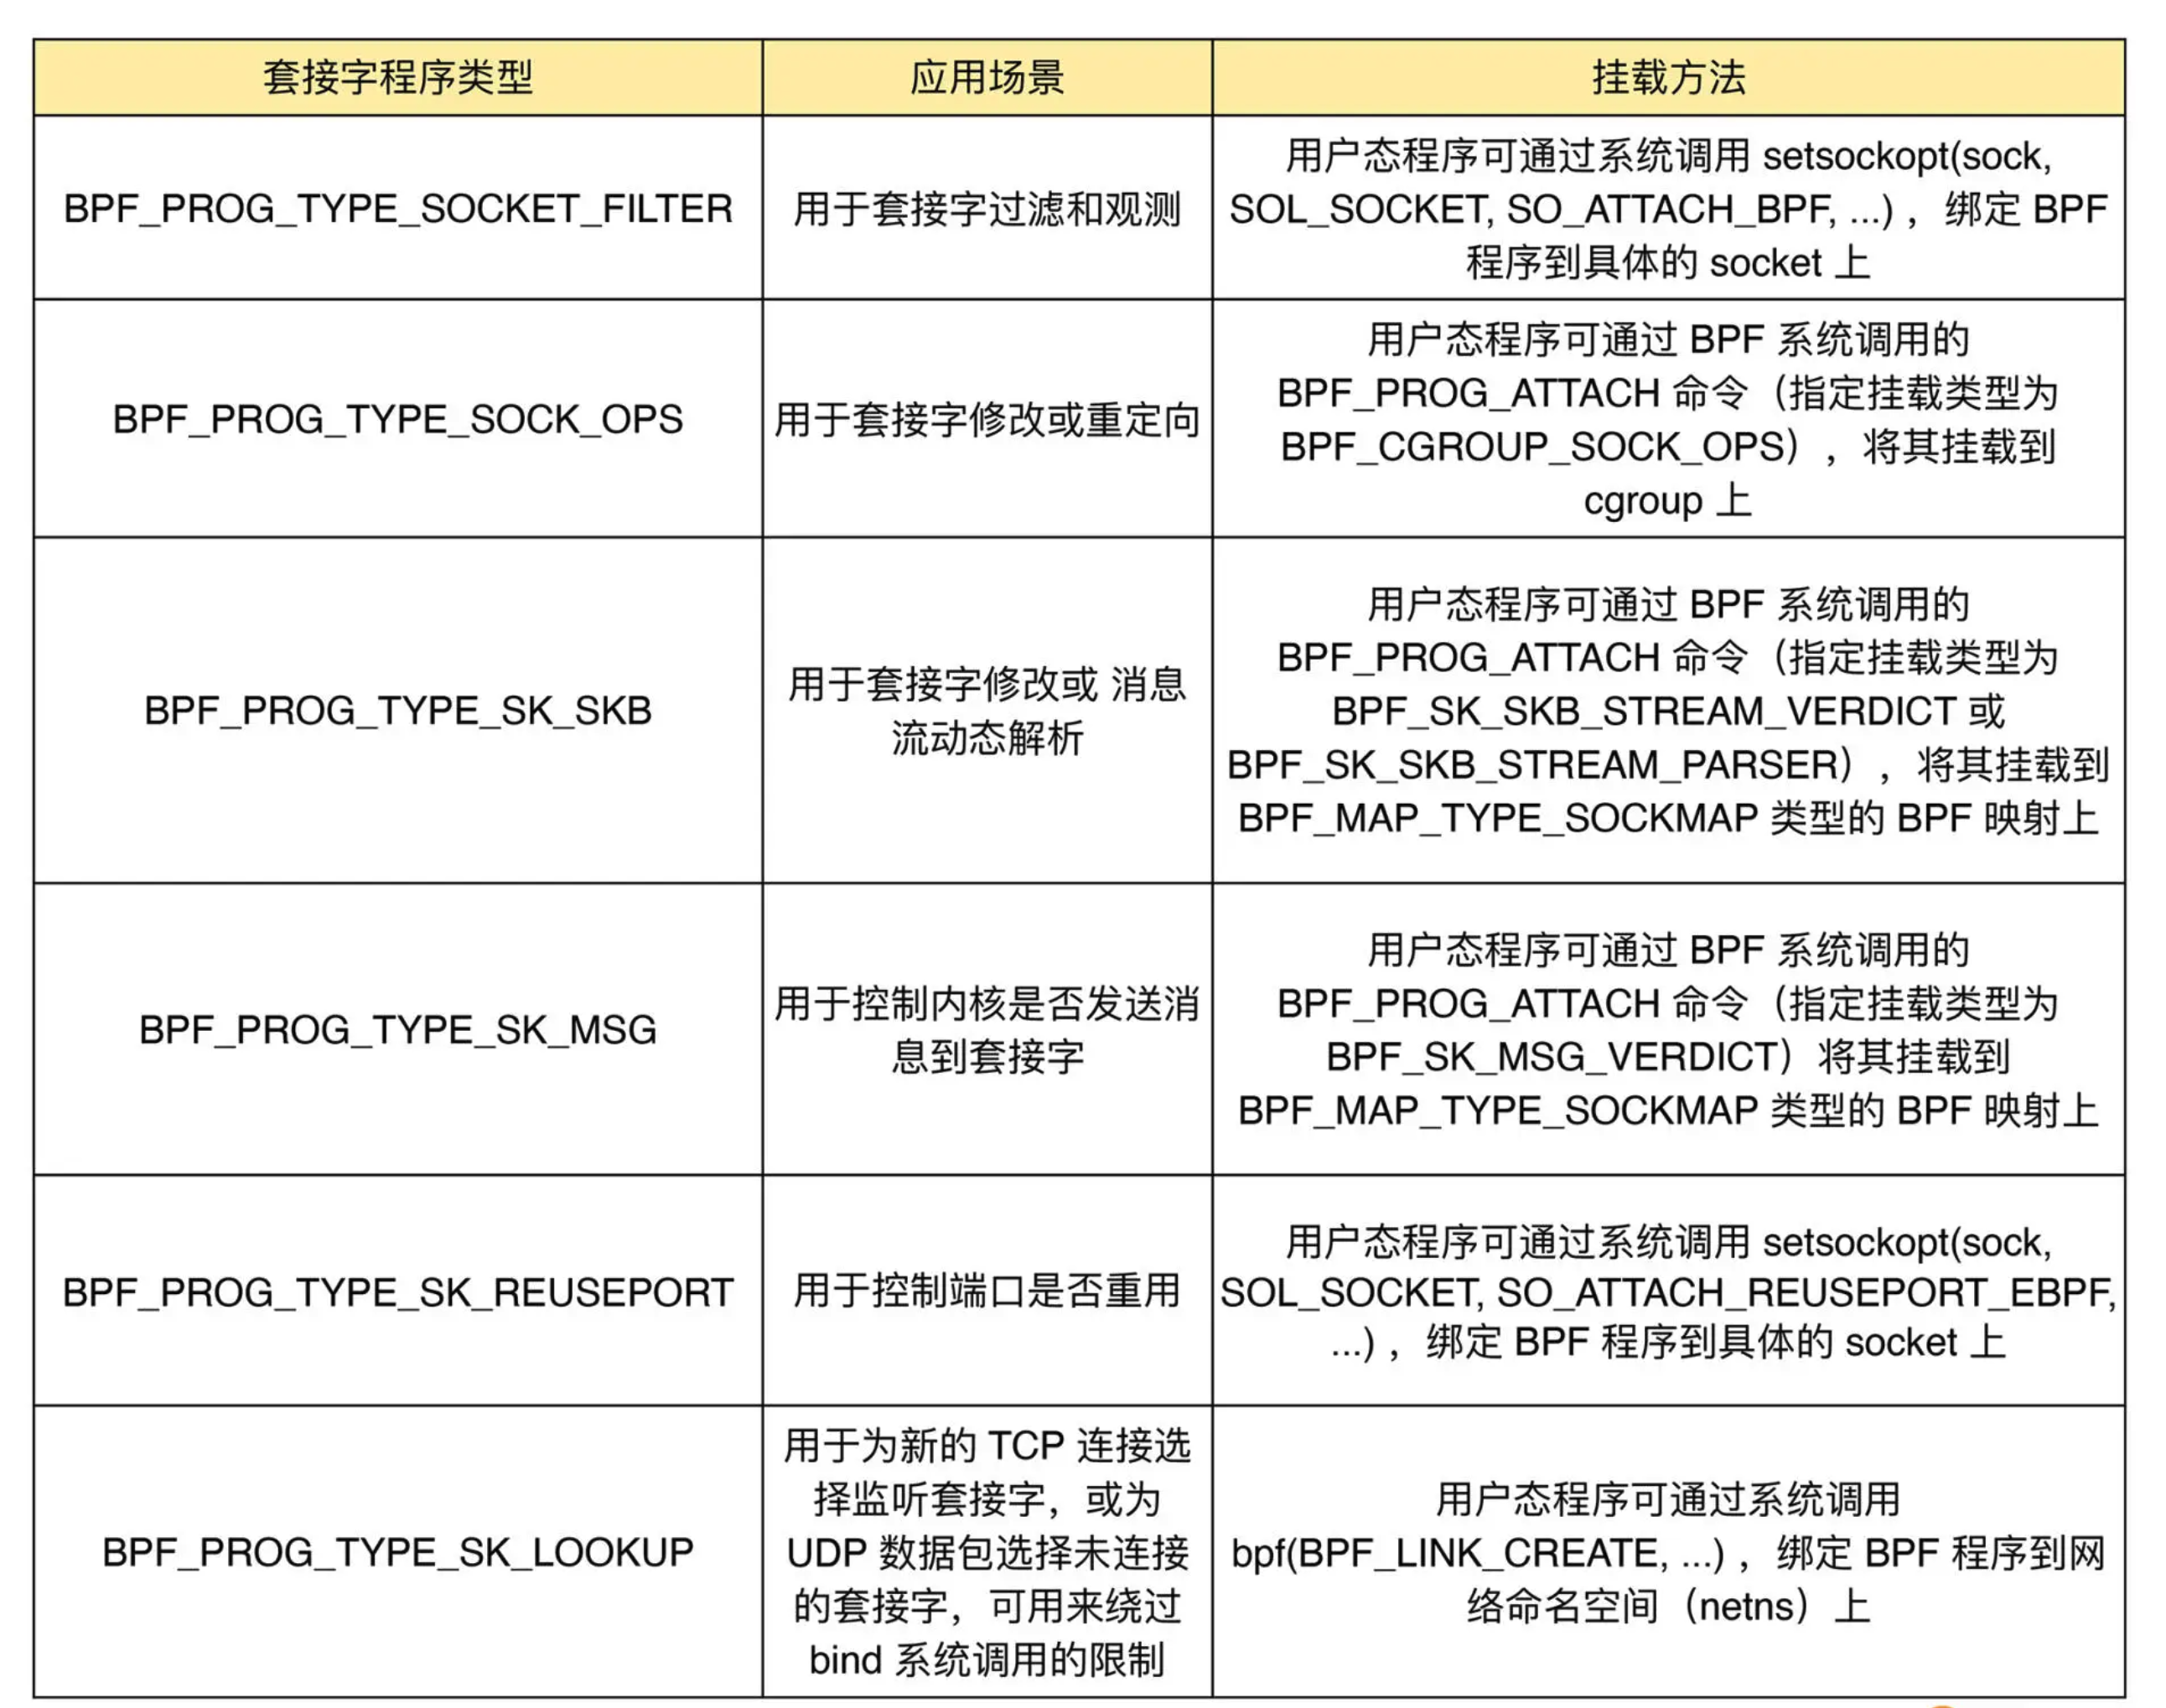 套接字程序类型
应用场景
挂载方法
BPF_PROG_TYPE_SOCKET_FILTER
用于套接字过滤和观测
用户态程序可通过系统调用 setsockopt(sock,
SOL_SOCKET, SO_ATTACH_BPF, ...) ，绑定 BPF
程序到具体的 socket 上
BPF_PROG_TYPE_SOCK_OPS
用于套接字修改或重定向
用户态程序可通过 BPF 系统调用的
BPF_PROG_ATTACH 命令（指定挂载类型为
BPF_CGROUP_SOCK_OPS），将其挂载到
cgroup 上
BPF_PROG_TYPE_SK_SKB
用于套接字修改或 消息
流动态解析
用户态程序可通过 BPF 系统调用的
BPF_PROG_ATTACH 命令（指定挂载类型为
BPF_SK_SKB_STREAM_VERDICT 或
BPF_SK_SKB_STREAM_PARSER），将其挂载到
BPF_MAP_TYPE_SOCKMAP 类型的 BPF 映射上
BPF_PROG_TYPE_SK_MSG
用于控制内核是否发送消
息到套接字
用户态程序可通过 BPF 系统调用的
BPF_PROG_ATTACH 命令（指定挂载类型为
BPF_SK_MSG_VERDICT）将其挂载到
BPF_MAP_TYPE_SOCKMAP 类型的 BPF 映射上
BPF_PROG_TYPE_SK_REUSEPORT
用于控制端口是否重用
用户态程序可通过系统调用 setsockopt(sock,
SOL_SOCKET, SO_ATTACH_REUSEPORT_EBPF,
...) ，绑定 BPF 程序到具体的 socket 上
BPF_PROG_TYPE_SK_LOOKUP
用于为新的 TCP 连接选
择监听套接字，或为
UDP 数据包选择未连接
的套接字，可用来绕过
bind 系统调用的限制
用户态程序可通过系统调用
bpf(BPF_LINK_CREATE, ...) ，绑定 BPF 程序到网
络命名空间（netns）上